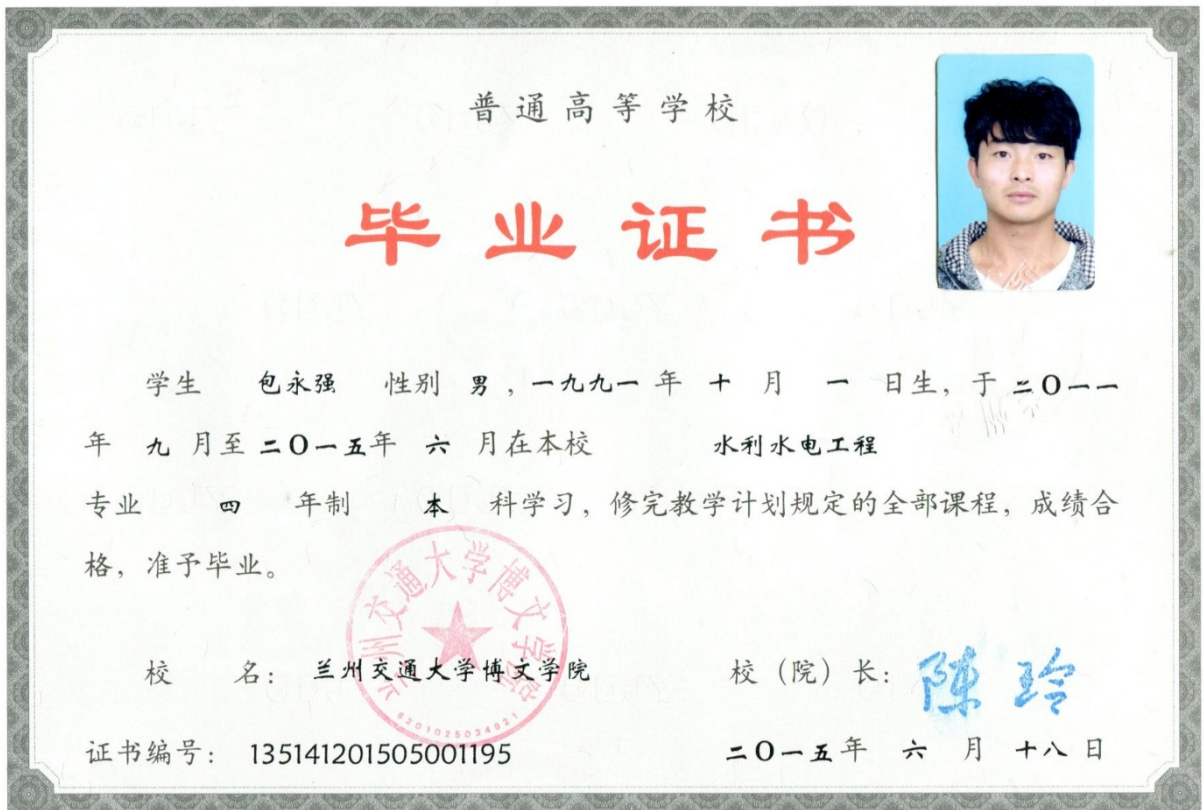 普通高等学校
毕业证书
学生 包永强 性别 男，一九九一 年 十 月 一 日生，于 二〇一一
年 九 月至 二〇一五年 六 月在本校 水利水电工程
专业 四 年制 本 科学习，修完教学计划规定的全部课程，成绩合
格，准予毕业。
兰州交通大学博文学院
校 名： 兰州交通大学博文学院 校（院）长： 陈玲
6201025034921
证书编号： 135141201505001195 二〇一五年 六 月 十八 日